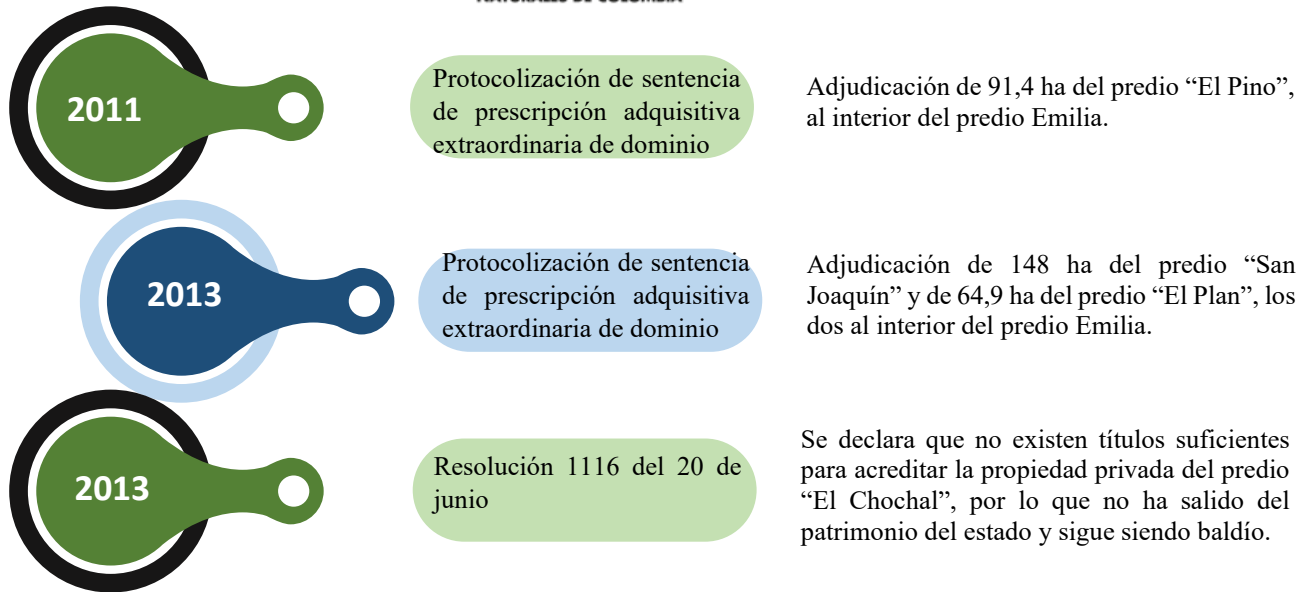 NATURALES DE COLOMBIA
2011
Protocolización de sentencia
de prescripción adquisitiva
extraordinaria de dominio
Adjudicación de 91,4 ha del predio “El Pino”,
al interior del predio Emilia.
2013
Protocolización de sentencia
de prescripción adquisitiva
extraordinaria de dominio
Adjudicación de 148 ha del predio “San
Joaquín” y de 64,9 ha del predio “El Plan”, los
dos al interior del predio Emilia.
2013
Resolución 1116 del 20 de
junio
Se declara que no existen títulos suficientes
para acreditar la propiedad privada del predio
“El Chochal”, por lo que no ha salido del
patrimonio del estado y sigue siendo baldío.